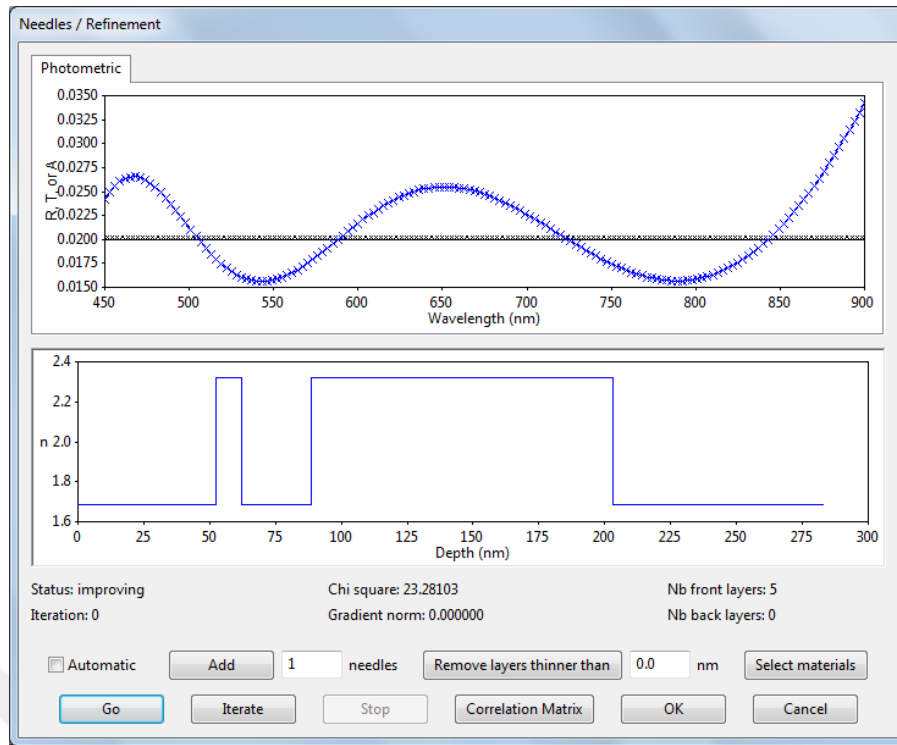 Needles / Refinement
Photometric
R, T, or A
0.0350
0.0325
0.0300
0.0275
0.0250
0.0225
0.0200
0.0175
0.0150
450 500 550 600 650 700 750 800 850 900
Wavelength (nm)
n
2.4
2.2
2.0
1.8
1.6
0 25 50 75 100 125 150 175 200 225 250 275 300
Depth (nm)
Status: improving Chi square: 23.28103 Nb front layers: 5
Iteration: 0 Gradient norm: 0.000000 Nb back layers: 0
Automatic Add 1 needles Remove layers thinner than 0.0 nm Select materials
Go Iterate Stop Correlation Matrix OK Cancel